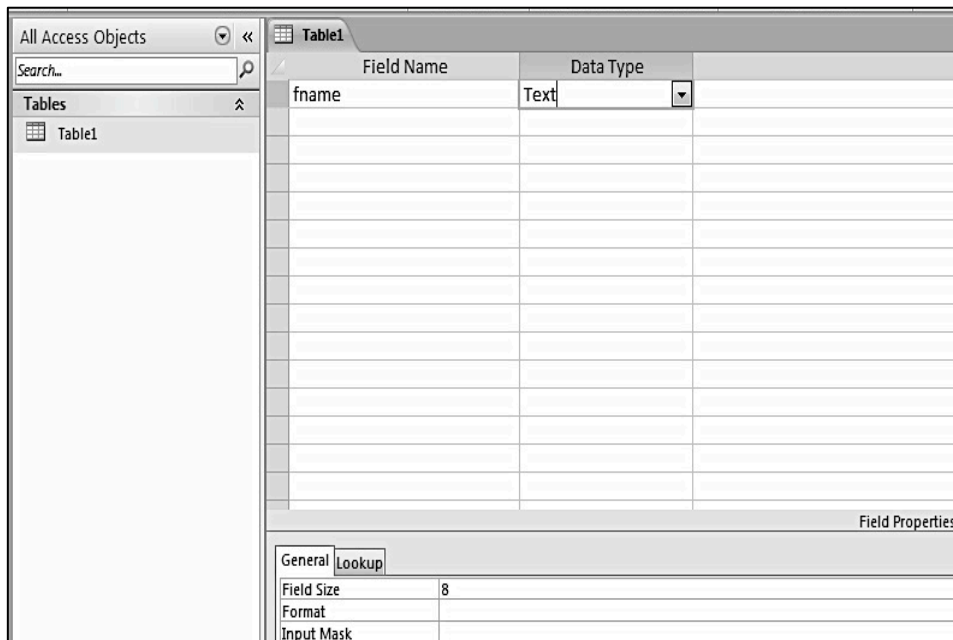 All Access Objects
Search...
Tables
Table1
Table1
Field Name Data Type
fname Text
Field Properties
General Lookup
Field Size 8
Format
Input Mask